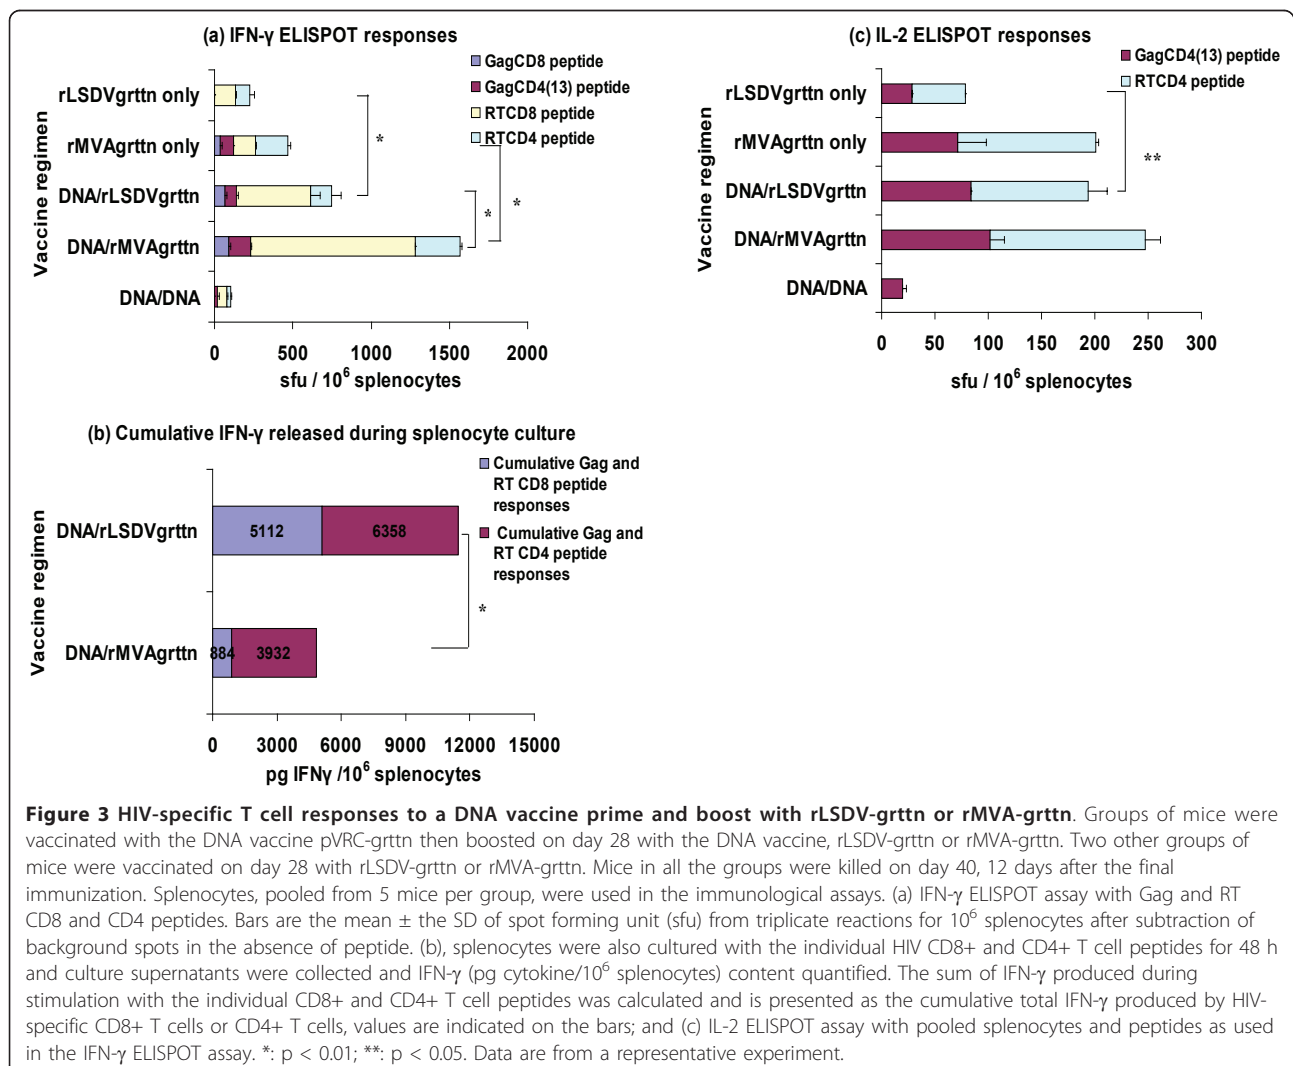 (a) IFN-γ ELISPOT responses
GagCD8 peptide
GagCD4(13) peptide
RTCD8 peptide
RTCD4 peptide
Vaccine regimen
rLSDVgrttn only
rMVAgrttn only
DNA/rLSDVgrttn
DNA/rMVAgrttn
DNA/DNA
*
*
*
0 500 1000 1500 2000
sfu / 10⁶ splenocytes
(c) IL-2 ELISPOT responses
GagCD4(13) peptide
RTCD4 peptide
Vaccine regimen
rLSDVgrttn only
rMVAgrttn only
DNA/rLSDVgrttn
DNA/rMVAgrttn
DNA/DNA
**
0 50 100 150 200 250 300
sfu / 10⁶ splenocytes
(b) Cumulative IFN-γ released during splenocyte culture
Cumulative Gag and
RT CD8 peptide
responses
Cumulative Gag and
RT CD4 peptide
responses
Vaccine regimen
DNA/rLSDVgrttn
5112 6358
DNA/rMVAgrttn
884 3932
*
0 3000 6000 9000 12000 15000
pg IFNγ /10⁶ splenocytes
Figure 3 HIV-specific T cell responses to a DNA vaccine prime and boost with rLSDV-grttn or rMVA-grttn. Groups of mice were
vaccinated with the DNA vaccine pVRC-grttn then boosted on day 28 with the DNA vaccine, rLSDV-grttn or rMVA-grttn. Two other groups of
mice were vaccinated on day 28 with rLSDV-grttn or rMVA-grttn. Mice in all the groups were killed on day 40, 12 days after the final
immunization. Splenocytes, pooled from 5 mice per group, were used in the immunological assays. (a) IFN-γ ELISPOT assay with Gag and RT
CD8 and CD4 peptides. Bars are the mean ± the SD of spot forming unit (sfu) from triplicate reactions for 10⁶ splenocytes after subtraction of
background spots in the absence of peptide. (b), splenocytes were also cultured with the individual HIV CD8+ and CD4+ T cell peptides for 48 h
and culture supernatants were collected and IFN-γ (pg cytokine/10⁶ splenocytes) content quantified. The sum of IFN-γ produced during
stimulation with the individual CD8+ and CD4+ T cell peptides was calculated and is presented as the cumulative total IFN-γ produced by HIV-
specific CD8+ T cells or CD4+ T cells, values are indicated on the bars; and (c) IL-2 ELISPOT assay with pooled splenocytes and peptides as used
in the IFN-γ ELISPOT assay. *: p < 0.01; **: p < 0.05. Data are from a representative experiment.